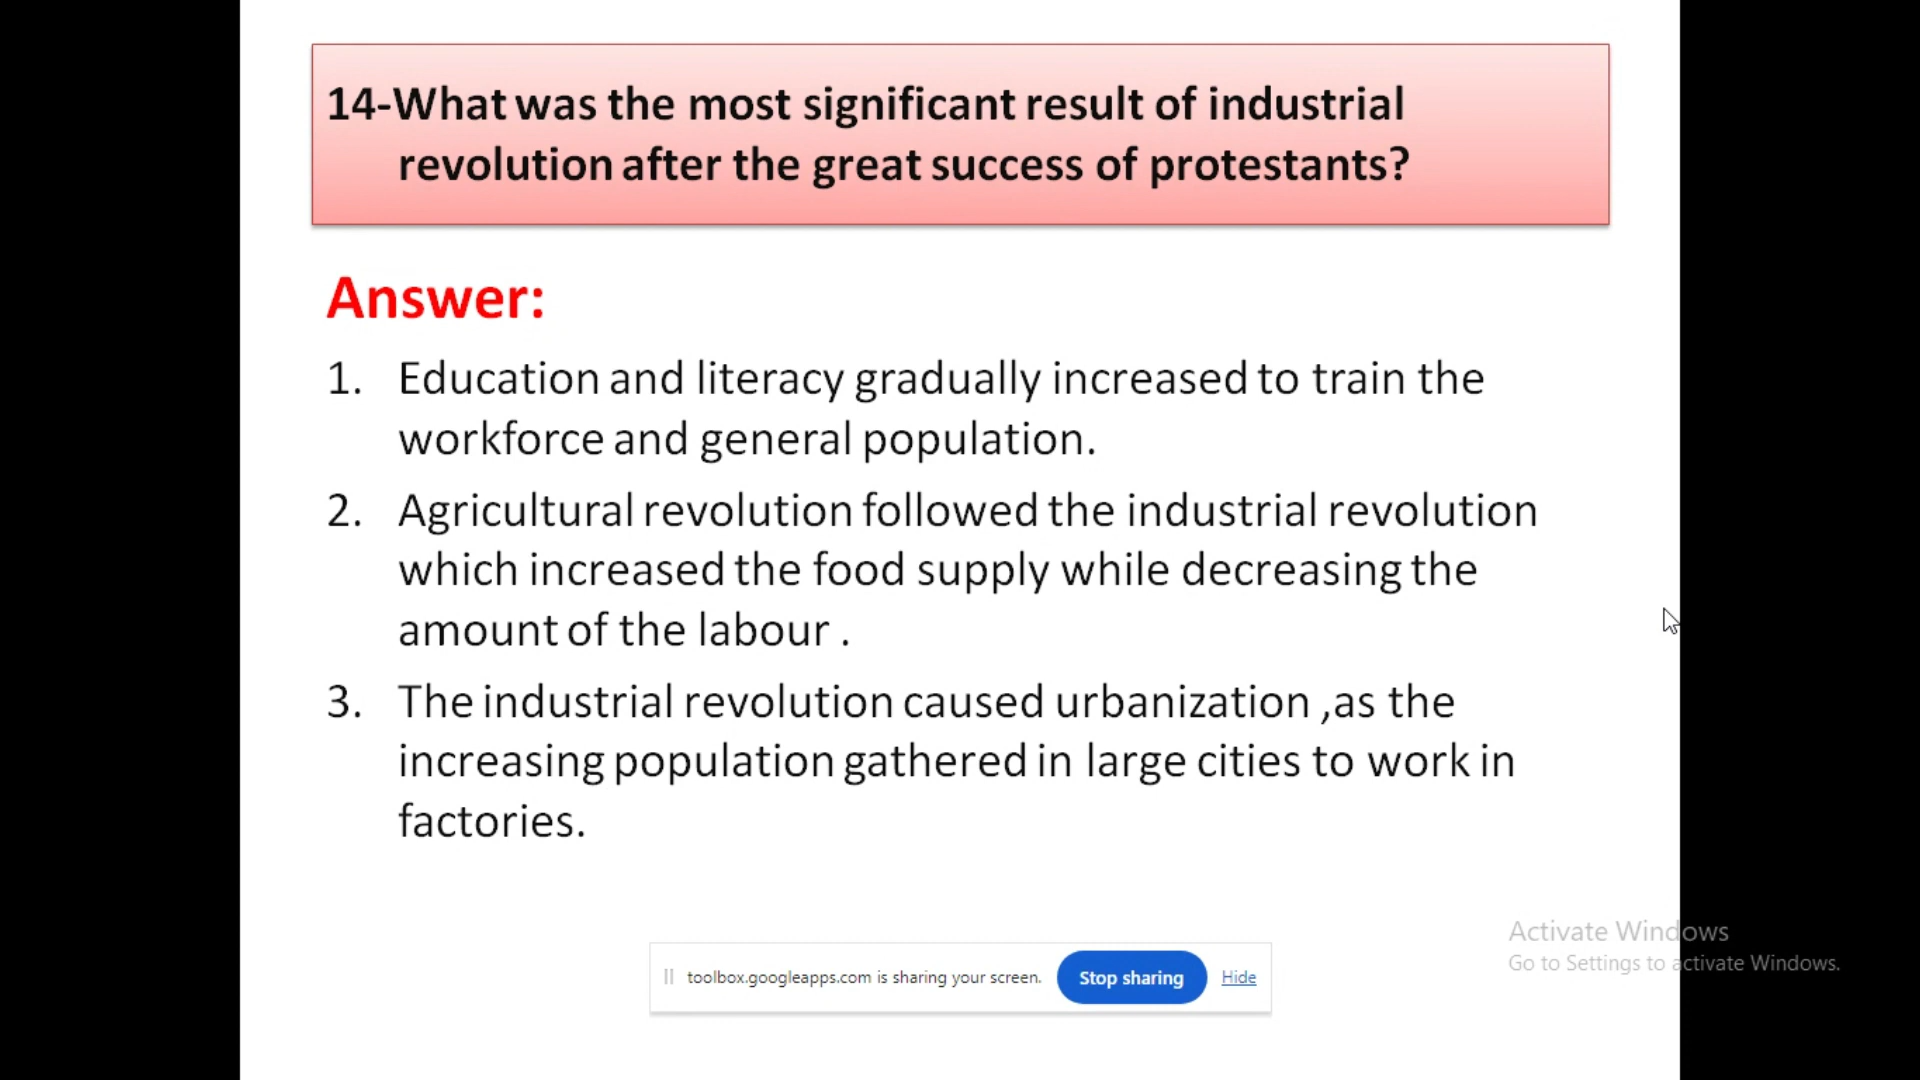 14-What was the most significant result of industrial
revolution after the great success of protestants?
Answer:
1. Education and literacy gradually increased to train the
workforce and general population.
2. Agricultural revolution followed the industrial revolution
which increased the food supply while decreasing the
amount of the labour .
3. The industrial revolution caused urbanization ,as the
increasing population gathered in large cities to work in
factories.
Activate Windows
Go to Settings to activate Windows.
toolbox.googleapps.com is sharing your screen. Stop sharing Hide